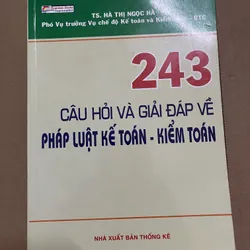 TS. HÀ THỊ NGỌC HÀ
Phó Vụ trưởng Vụ chế độ Kế toán và Kiểm BTC
243
CÂU HỎI VÀ GIẢI ĐÁP VỀ
PHÁP LUẬT KẾ TOÁN - KIỂM TOÁN
NHÀ XUẤT BẢN THỐNG KÊ